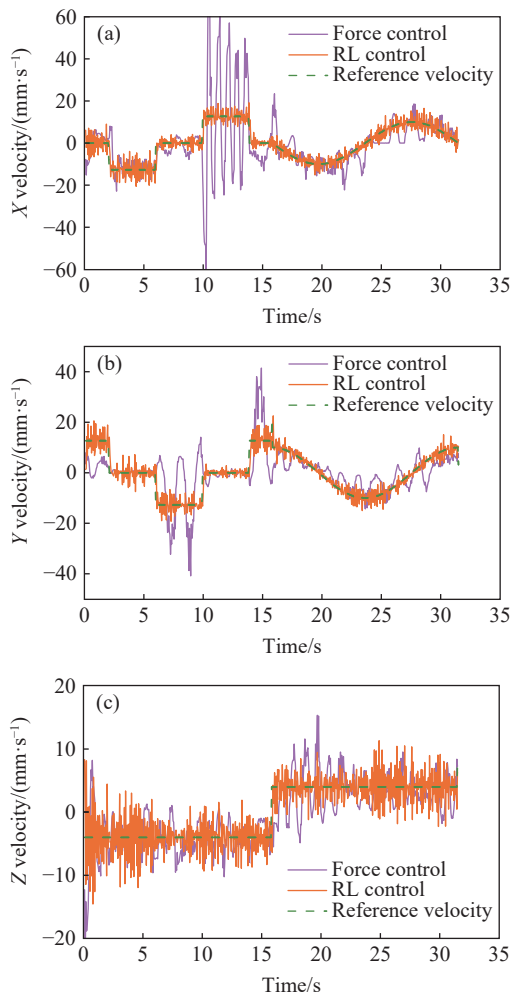 (a)
Force control
RL control
Reference velocity
X velocity/(mm·s⁻¹)
60
40
20
0
−20
−40
−60
0 5 10 15 20 25 30 35
Time/s
(b)
Force control
RL control
Reference velocity
Y velocity/(mm·s⁻¹)
40
20
0
−20
−40
0 5 10 15 20 25 30 35
Time/s
(c)
Z velocity/(mm·s⁻¹)
20
10
0
−10
−20
Force control
RL control
Reference velocity
0 5 10 15 20 25 30 35
Time/s